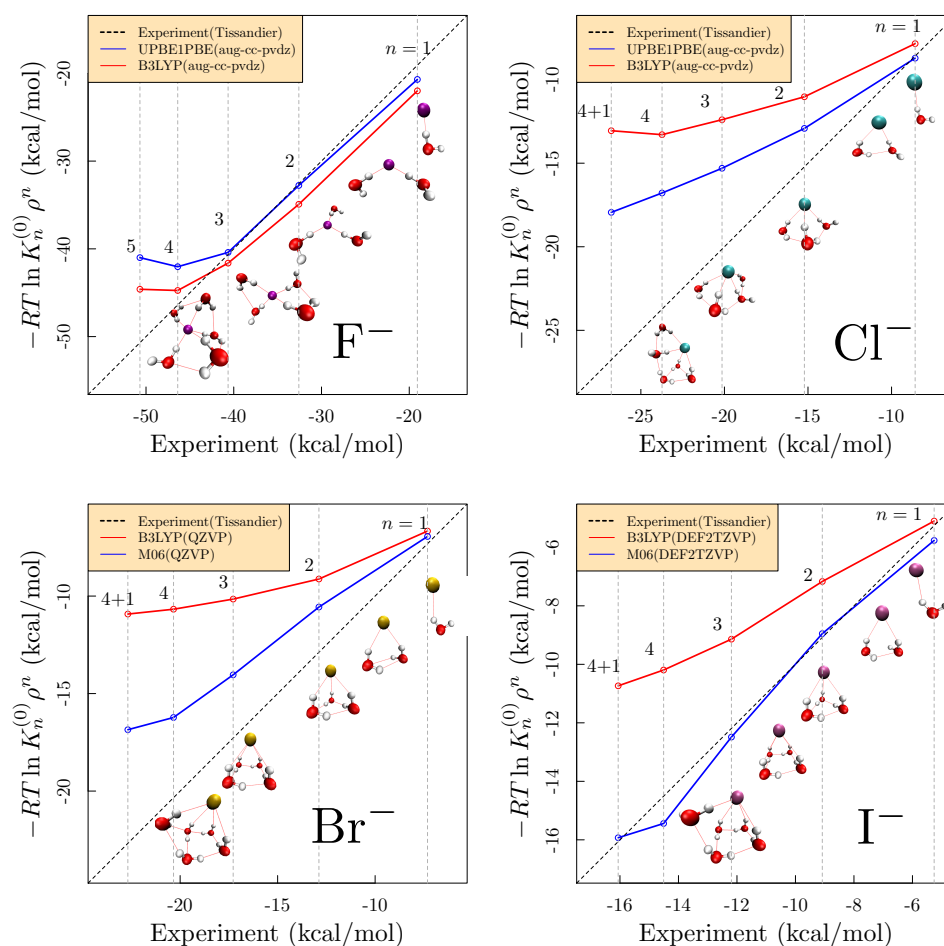 Experiment(Tissandier)
UPBE1PBE(aug-cc-pvdz)
B3LYP(aug-cc-pvdz)
n = 1
2
3
4
5
F⁻
-20
-30
-40
-50
−RT ln K_n^{(0)} ρ^n (kcal/mol)
-50 -40 -30 -20
Experiment (kcal/mol)
Experiment(Tissandier)
UPBE1PBE(aug-cc-pvdz)
B3LYP(aug-cc-pvdz)
n = 1
2
3
4
4+1
Cl⁻
-10
-15
-20
-25
−RT ln K_n^{(0)} ρ^n (kcal/mol)
-25 -20 -15 -10
Experiment (kcal/mol)
Experiment(Tissandier)
B3LYP(QZVP)
M06(QZVP)
n = 1
2
3
4
4+1
Br⁻
-10
-15
-20
−RT ln K_n^{(0)} ρ^n (kcal/mol)
-20 -15 -10
Experiment (kcal/mol)
Experiment(Tissandier)
B3LYP(DEF2TZVP)
M06(DEF2TZVP)
n = 1
2
3
4
4+1
I⁻
-6
-8
-10
-12
-14
-16
−RT ln K_n^{(0)} ρ^n (kcal/mol)
-16 -14 -12 -10 -8 -6
Experiment (kcal/mol)